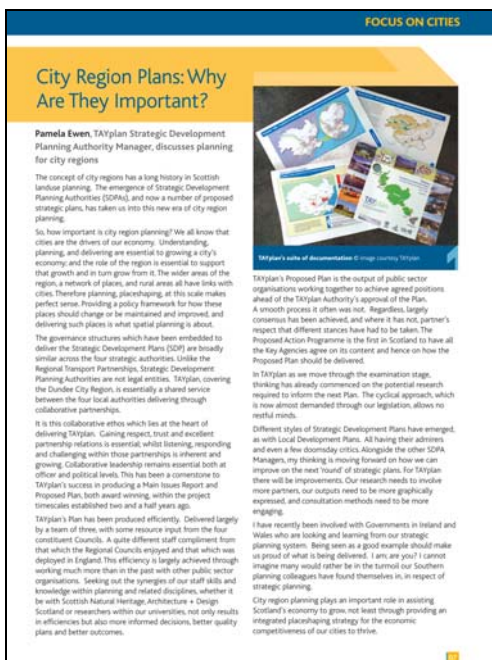 FOCUS ON CITIES
City Region Plans: Why
Are They Important?
Pamela Ewen, TAYplan Strategic Development
Planning Authority Manager, discusses planning
for city regions
The concept of city regions has a long history in Scottish
landuse planning. The emergence of Strategic Development
Planning Authorities (SDPAs), and now a number of proposed
strategic plans, has taken us into this new era of city region
planning.
So, how important is city region planning? We all know that
cities are the drivers of our economy. Understanding,
planning, and delivering are essential to growing a city's
economy; and the role of the region is essential to support
that growth and in turn grow from it. The wider areas of the
region, a network of places, and rural areas all have links with
cities. Therefore planning, placeshaping, at this scale makes
perfect sense. Providing a policy framework for how these
places should change or be maintained and improved, and
delivering such places is what spatial planning is about.
The governance structures which have been embedded to
deliver the Strategic Development Plans (SDP) are broadly
similar across the four strategic authorities. Unlike the
Regional Transport Partnerships, Strategic Development
Planning Authorities are not legal entities. TAYplan, covering
the Dundee City Region, is essentially a shared service
between the four local authorities delivering through
collaborative partnerships.
It is this collaborative ethos which lies at the heart of
delivering TAYplan. Gaining respect, trust and excellent
partnership relations is essential; whilst listening, responding
and challenging within those partnerships is inherent and
growing. Collaborative leadership remains essential both at
officer and political levels. This has been a cornerstone to
TAYplan's success in producing a Main Issues Report and
Proposed Plan, both award winning, within the project
timescales established two and a half years ago.
TAYplan's Plan has been produced efficiently. Delivered largely
by a team of three, with some resource input from the four
constituent Councils. A quite different staff compliment from
that which the Regional Councils enjoyed and that which was
deployed in England. This efficiency is largely achieved through
working much more than in the past with other public sector
organisations. Seeking out the synergies of our staff skills and
knowledge within planning and related disciplines, whether it
be with Scottish Natural Heritage, Architecture + Design
Scotland or researchers within our universities, not only results
in efficiencies but also more informed decisions, better quality
plans and better outcomes.
TAYplan's suite of documentation © Image courtesy TAYplan
TAYplan's Proposed Plan is the output of public sector
organisations working together to achieve agreed positions
ahead of the TAYplan Authority's approval of the Plan.
A smooth process it often was not. Regardless, largely
consensus has been achieved, and where it has not, partner's
respect that different stances have had to be taken. The
Proposed Action Programme is the first in Scotland to have all
the Key Agencies agree on its content and hence on how the
Proposed Plan should be delivered.
In TAYplan as we move through the examination stage,
thinking has already commenced on the potential research
required to inform the next Plan. The cyclical approach, which
is now almost demanded through our legislation, allows no
restful minds.
Different styles of Strategic Development Plans have emerged,
as with Local Development Plans. All having their admirers
and even a few doomsday critics. Alongside the other SDPA
Managers, my thinking is moving forward on how we can
improve on the next 'round' of strategic plans. For TAYplan
there will be improvements. Our research needs to involve
more partners, our outputs need to be more graphically
expressed, and consultation methods need to be more
engaging.
I have recently been involved with Governments in Ireland and
Wales who are looking and learning from our strategic
planning system. Being seen as a good example should make
us proud of what is being delivered. I am; are you? I cannot
imagine many would rather be in the turmoil our Southern
planning colleagues have found themselves in, in respect of
strategic planning.
City region planning plays an important role in assisting
Scotland's economy to grow, not least through providing an
integrated placeshaping strategy for the economic
competitiveness of our cities to thrive.